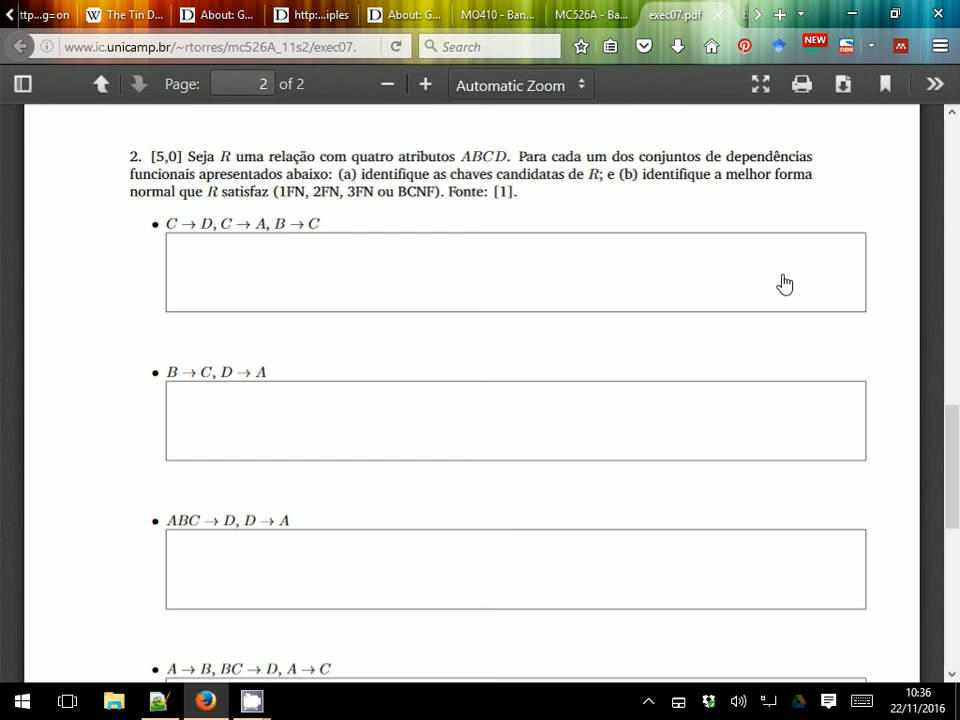 ttp...g=on
The Tin D...
About: G...
http:...iples
About: G...
MO410 - Ban...
MC526A - Ba...
exec07.pdf
www.ic.unicamp.br/~rtorres/mc526A_11s2/exec07.
Search
NEW
Page: 2 of 2
Automatic Zoom
2. [5,0] Seja R uma relação com quatro atributos ABCD. Para cada um dos conjuntos de dependências
funcionais apresentados abaixo: (a) identifique as chaves candidatas de R; e (b) identifique a melhor forma
normal que R satisfaz (1FN, 2FN, 3FN ou BCNF). Fonte: [1].
• C → D, C → A, B → C
• B → C, D → A
• ABC → D, D → A
• A → B, BC → D, A → C
10:36
22/11/2016